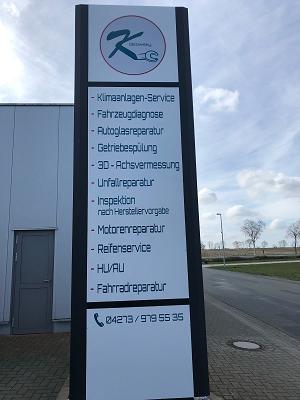 K
- Klimaanlagen-Service
- Fahrzeugdiagnose
- Autoglasreparatur
- Getriebespülung
- 3D - Achsvermessung
- Unfallreparatur
- Inspektion
nach Herstellervorgabe
- Motorenreparatur
- Reifenservice
- HU/AU
- Fahrradreparatur
04273 / 979 55 35